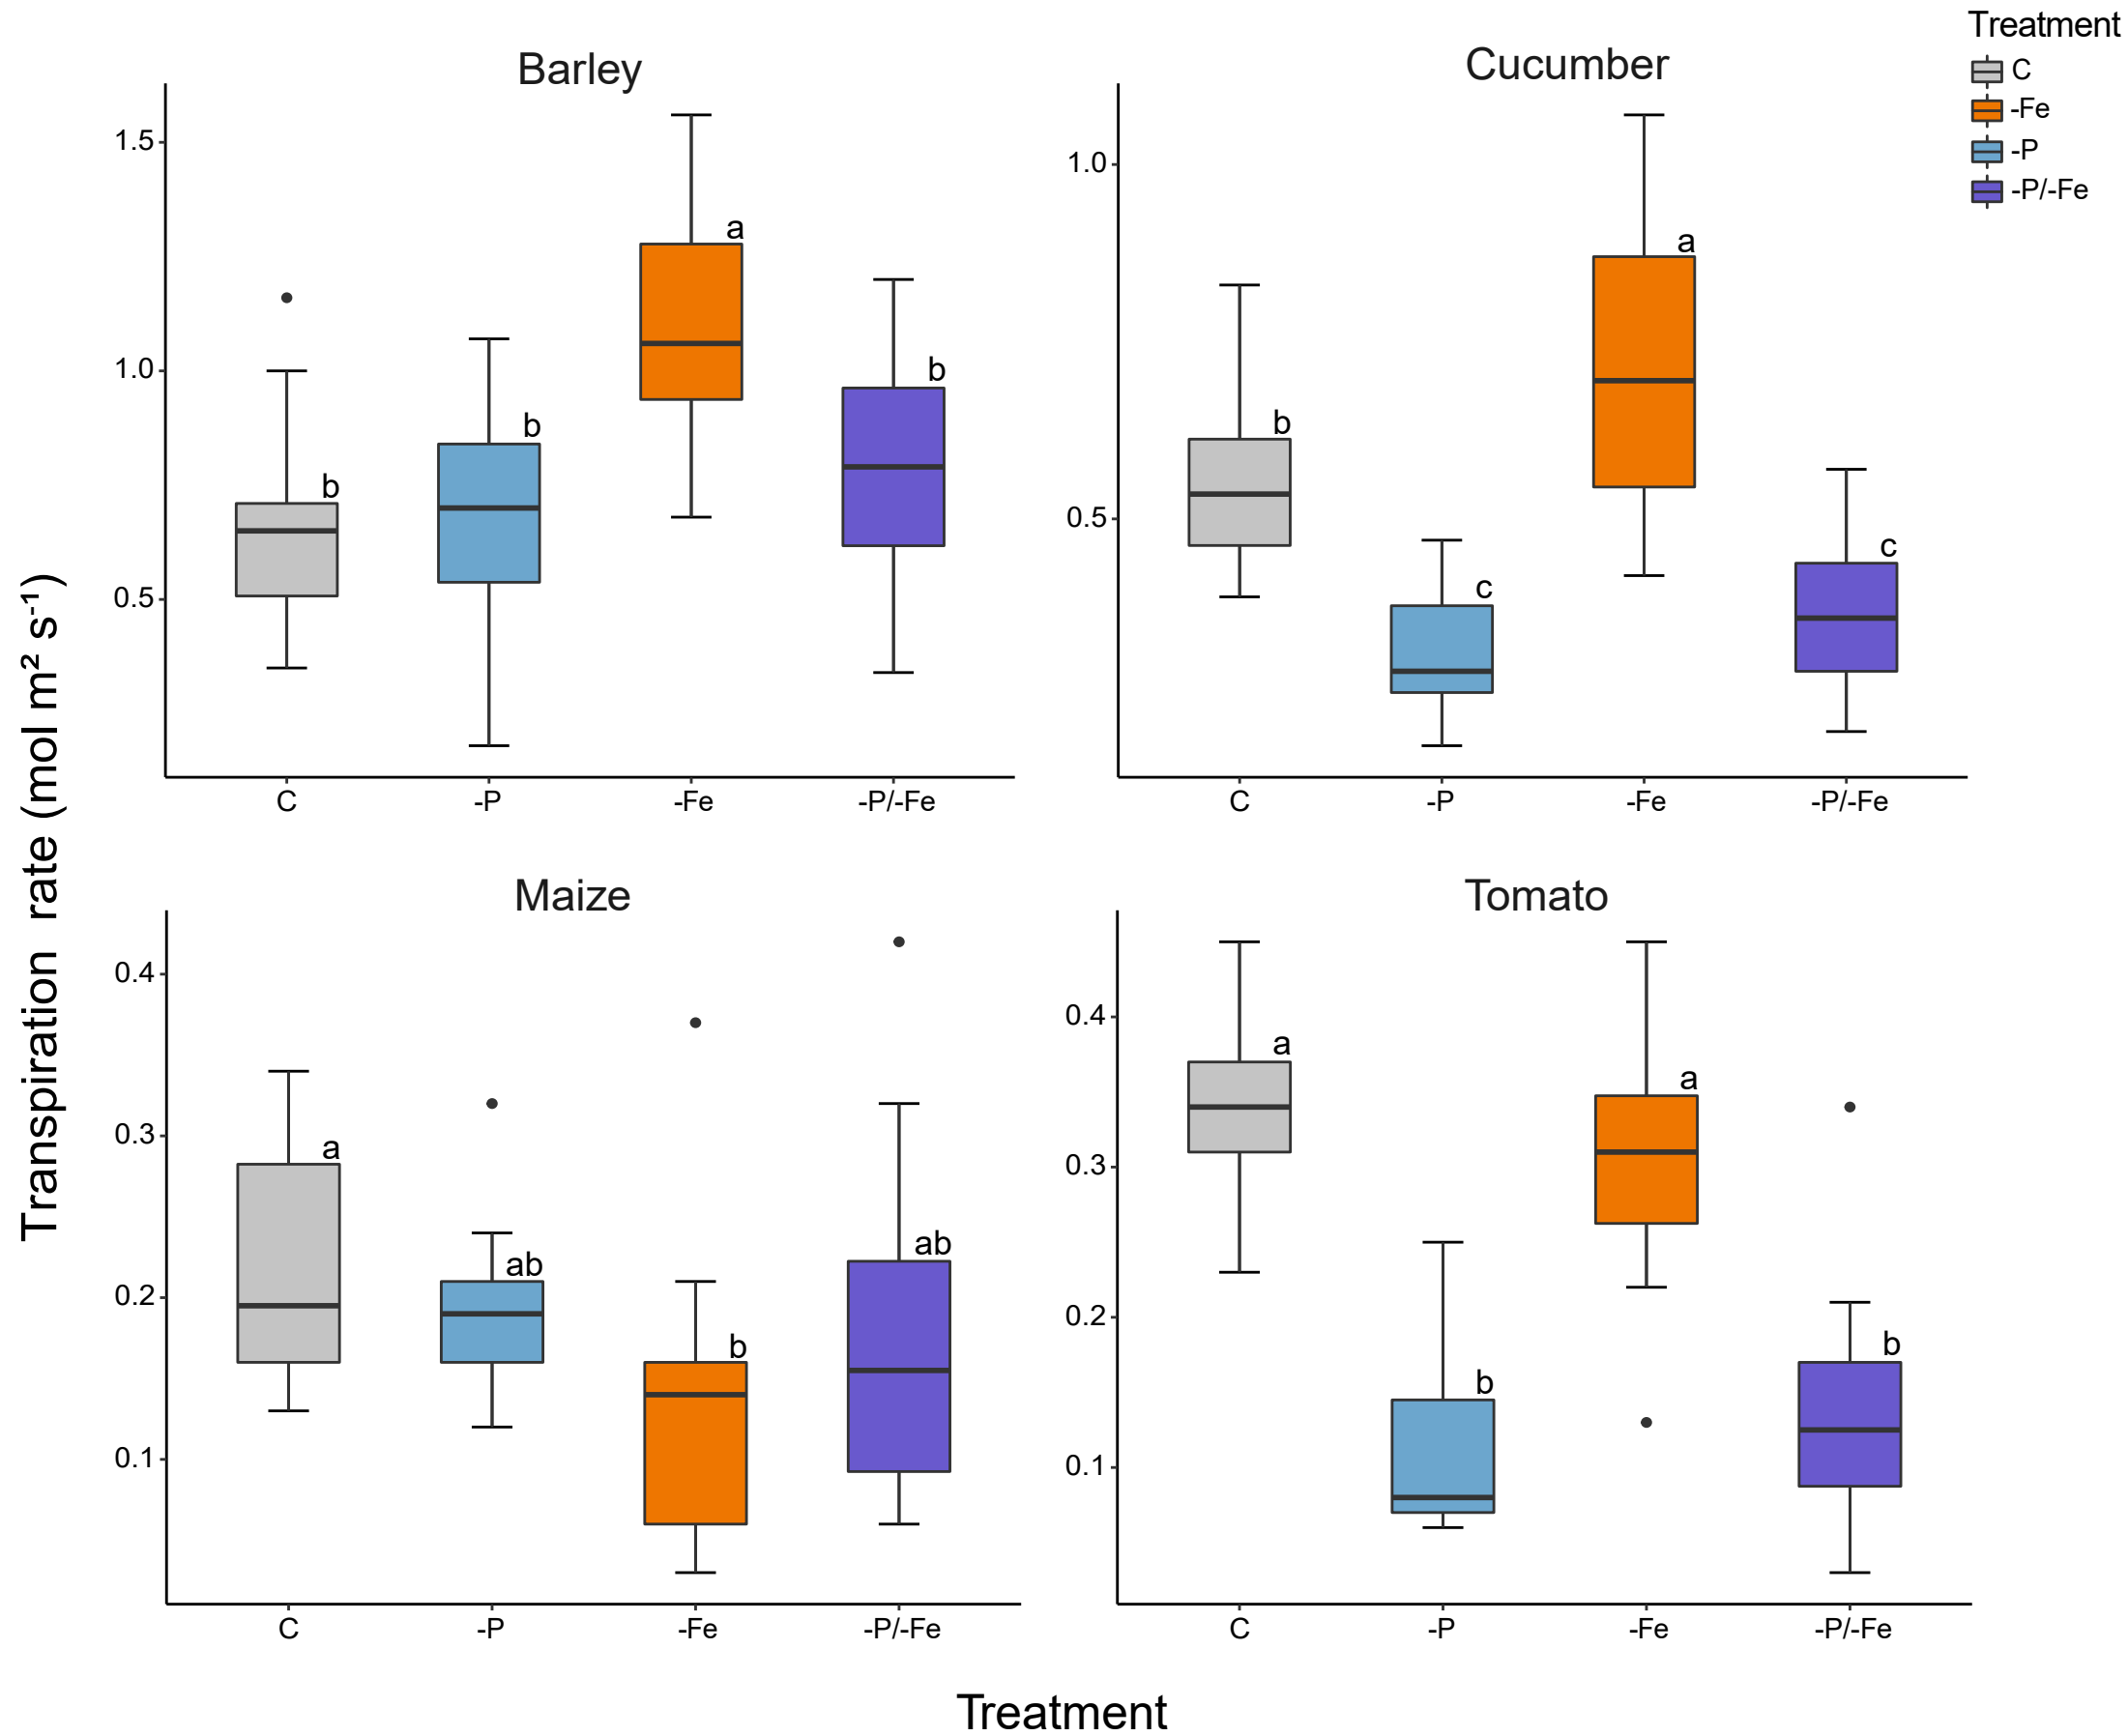 Treatment
C
-Fe
-P
-P/-Fe
Transpiration rate (mol m² s⁻¹)
Barley
1.5
1.0
0.5
b
b
a
b
C -P -Fe -P/-Fe
Cucumber
1.0
0.5
b
c
a
c
C -P -Fe -P/-Fe
Maize
0.4
0.3
0.2
0.1
a
ab
b
ab
C -P -Fe -P/-Fe
Tomato
0.4
0.3
0.2
0.1
a
b
a
b
C -P -Fe -P/-Fe
Treatment